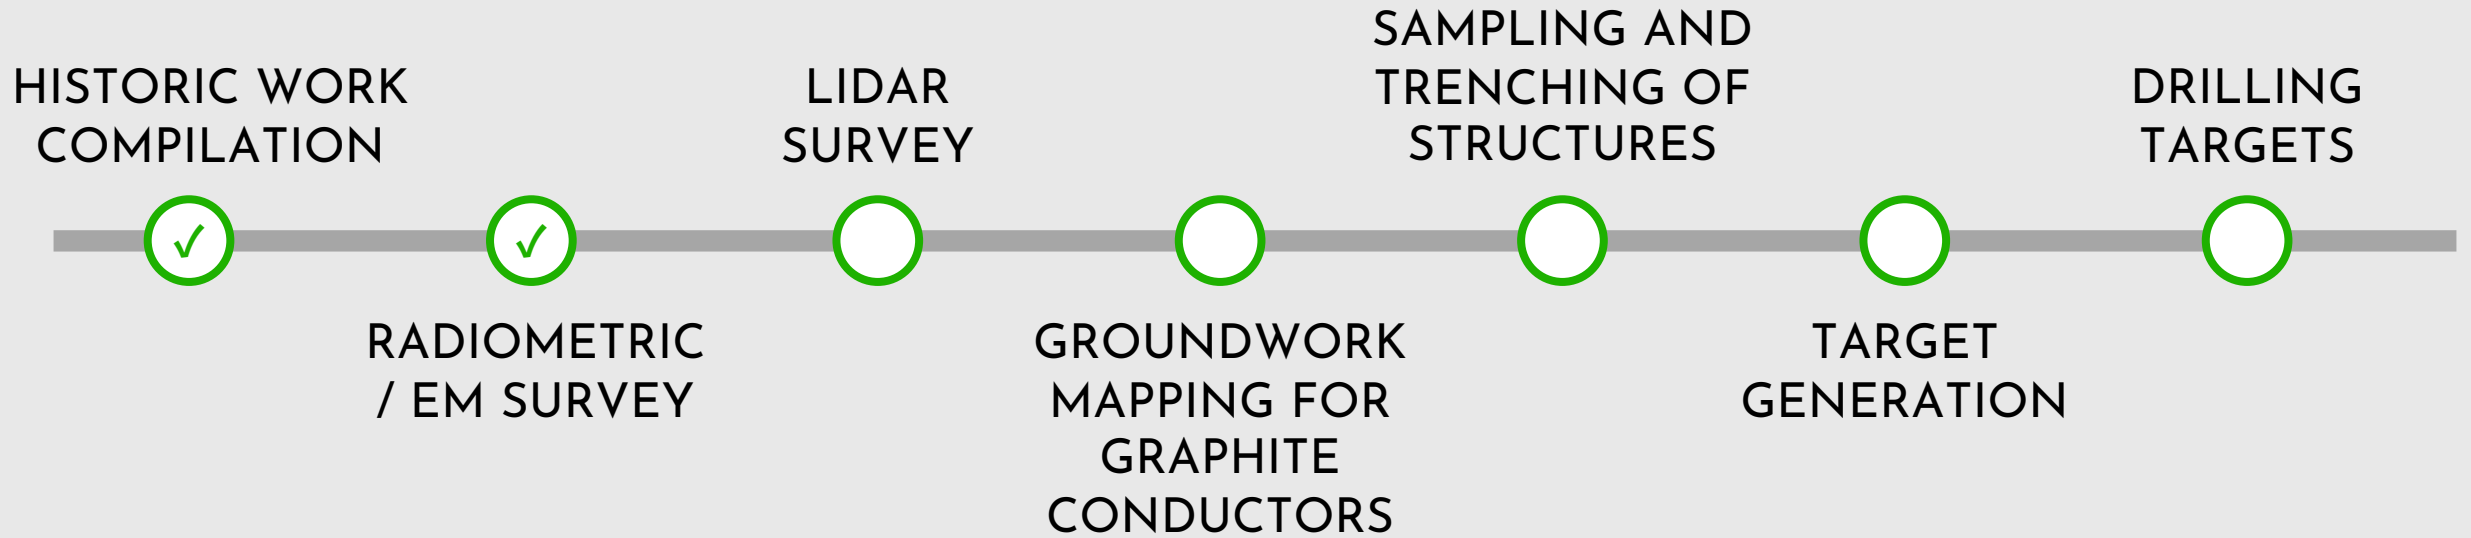 HISTORIC WORK
COMPILATION
RADIOMETRIC
/ EM SURVEY
LIDAR
SURVEY
GROUNDWORK
MAPPING FOR
GRAPHITE
CONDUCTORS
SAMPLING AND
TRENCHING OF
STRUCTURES
TARGET
GENERATION
DRILLING
TARGETS